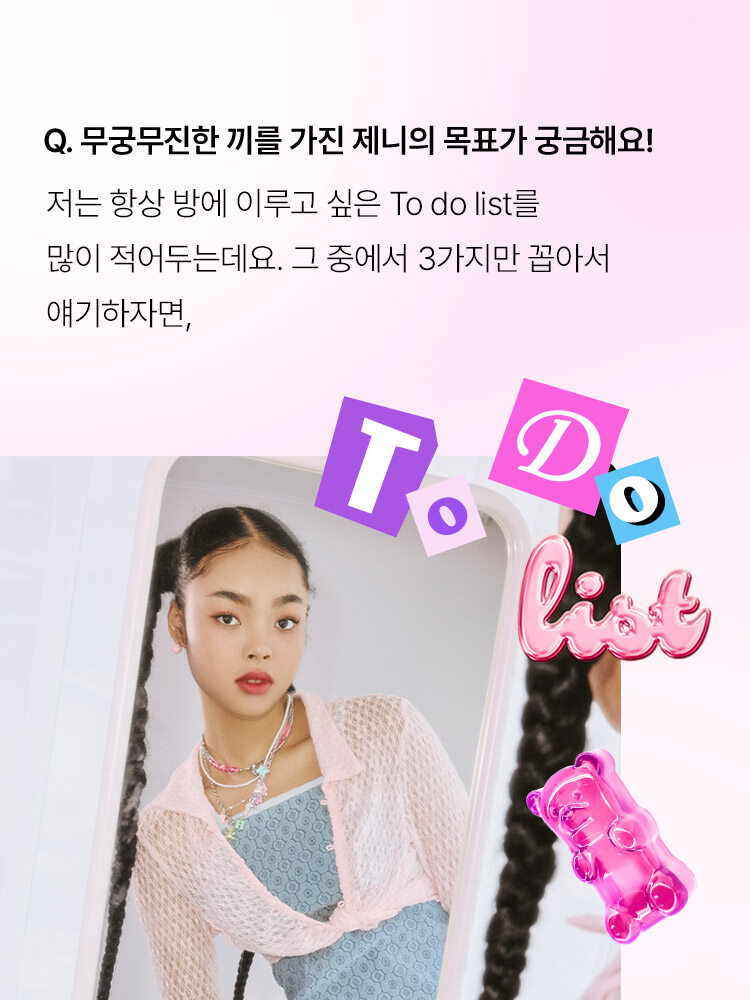 Q. 무궁무진한 끼를 가진 제니의 목표가 궁금해요!
저는 항상 방에 이루고 싶은 To do list를
많이 적어두는데요. 그 중에서 3가지만 꼽아서
얘기하자면,
To Do
list